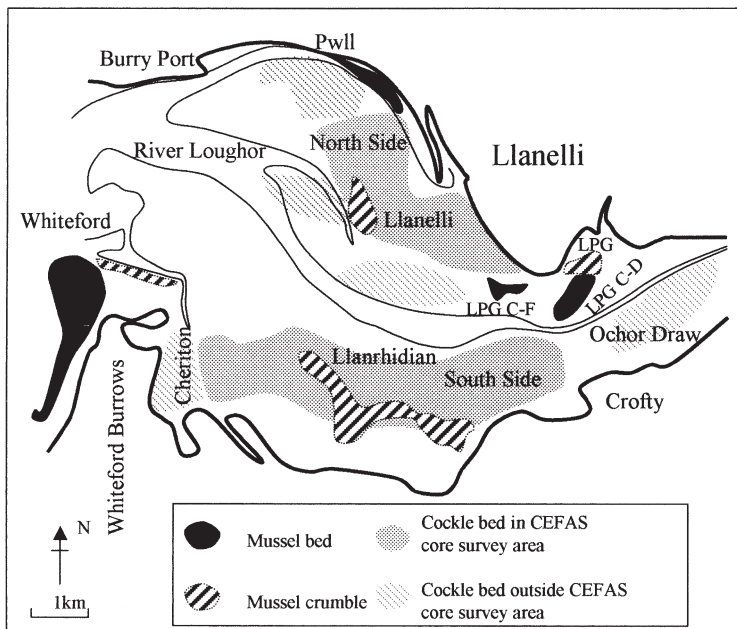 Pwll
Burry Port
North Side
River Loughor
Llanelli
Whiteford
Llanelli
LPG
LPG C-F
LPG C-D
Ochor Draw
Cheriton
Llanrhidian
South Side
Crofty
Whiteford Burrows
N
1km
Mussel bed
Cockle bed in CEFAS
core survey area
Mussel crumble
Cockle bed outside CEFAS
core survey area